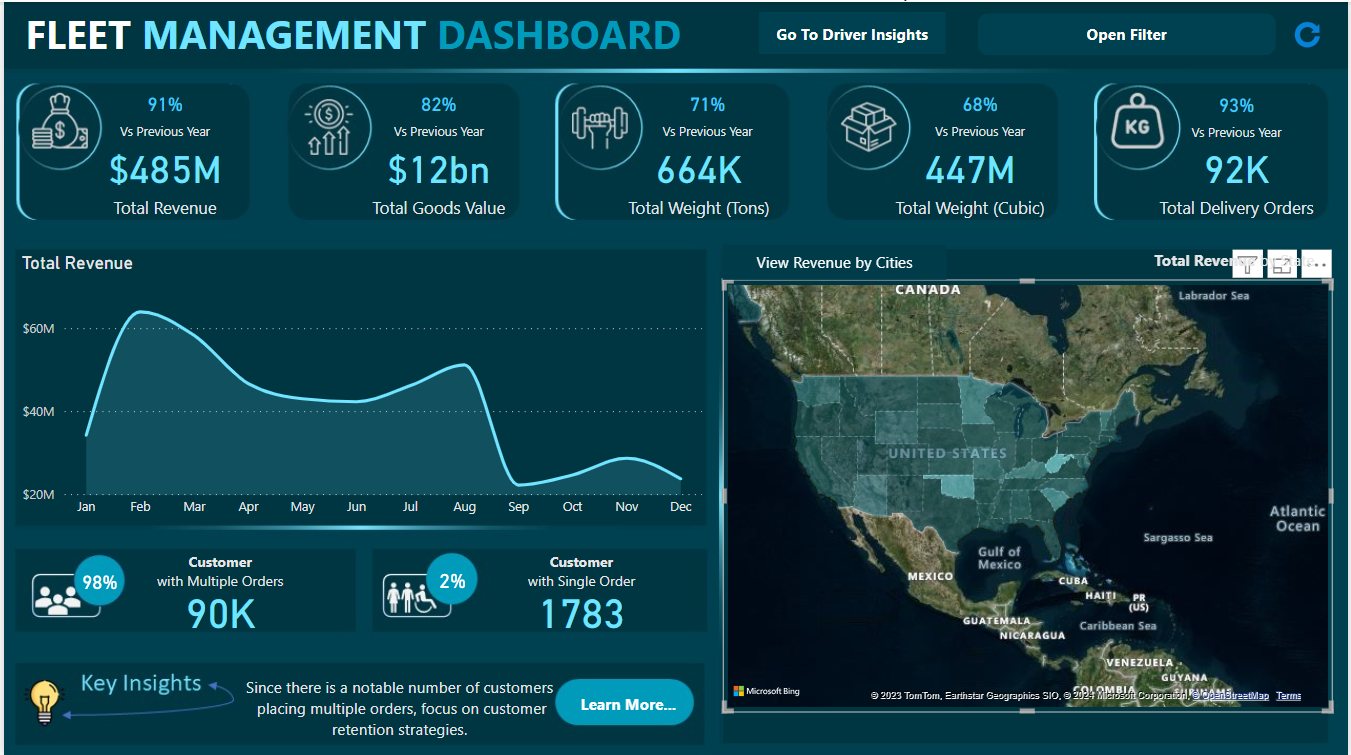 FLEET MANAGEMENT DASHBOARD
Go To Driver Insights
Open Filter
91%
Vs Previous Year
$485M
Total Revenue
82%
Vs Previous Year
$12bn
Total Goods Value
71%
Vs Previous Year
664K
Total Weight (Tons)
68%
Vs Previous Year
447M
Total Weight (Cubic)
KG
93%
Vs Previous Year
92K
Total Delivery Orders
Total Revenue
$60M
$40M
$20M
Jan Feb Mar Apr May Jun Jul Aug Sep Oct Nov Dec
View Revenue by Cities
Total Revenue by State
CANADA
Labrador Sea
UNITED STATES
Atlantic
Ocean
Sargasso Sea
Gulf of
Mexico
MEXICO
CUBA
HAITI
PR
(US)
GUATEMALA
Caribbean Sea
NICARAGUA
VENEZUELA
GUYANA
COLOMBIA
SURINAME
Microsoft Bing
© 2023 TomTom, Earthstar Geographics SIO, © 2024 Microsoft Corporation, © OpenStreetMap Terms
98%
Customer
with Multiple Orders
90K
2%
Customer
with Single Order
1783
Key Insights
Since there is a notable number of customers
placing multiple orders, focus on customer
retention strategies.
Learn More...